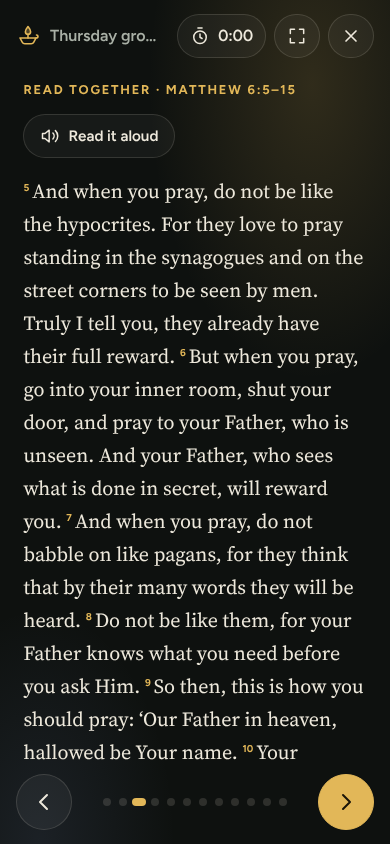 Thursday gro...
0:00
READ TOGETHER · MATTHEW 6:5–15
Read it aloud
5 And when you pray, do not be like
the hypocrites. For they love to pray
standing in the synagogues and on the
street corners to be seen by men.
Truly I tell you, they already have
their full reward. 6 But when you pray,
go into your inner room, shut your
door, and pray to your Father, who is
unseen. And your Father, who sees
what is done in secret, will reward
you. 7 And when you pray, do not
babble on like pagans, for they think
that by their many words they will be
heard. 8 Do not be like them, for your
Father knows what you need before
you ask Him. 9 So then, this is how you
should pray: ‘Our Father in heaven,
hallowed be Your name. 10 Your